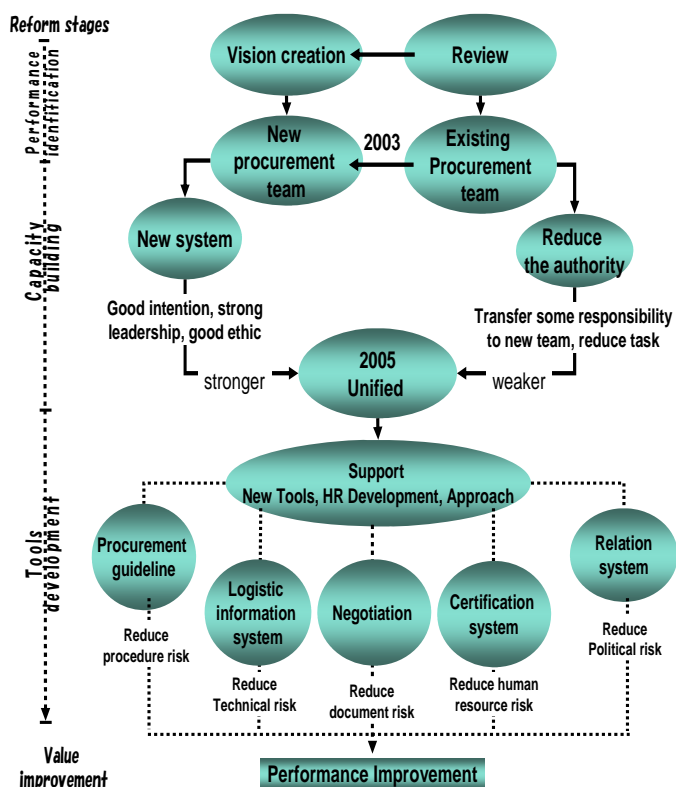 Reform stages
Performance
identification
Capacity
building
Tools
development
Value
improvement
Vision creation
Review
New
procurement
team
2003
Existing
Procurement
team
New system
Reduce
the authority
Good intention, strong
leadership, good ethic
Transfer some responsibility
to new team, reduce task
stronger
2005
Unified
weaker
Support
New Tools, HR Development, Approach
Procurement
guideline
Logistic
information
system
Negotiation
Certification
system
Relation
system
Reduce
procedure risk
Reduce
Technical risk
Reduce
document risk
Reduce human
resource risk
Reduce
Political risk
Performance Improvement